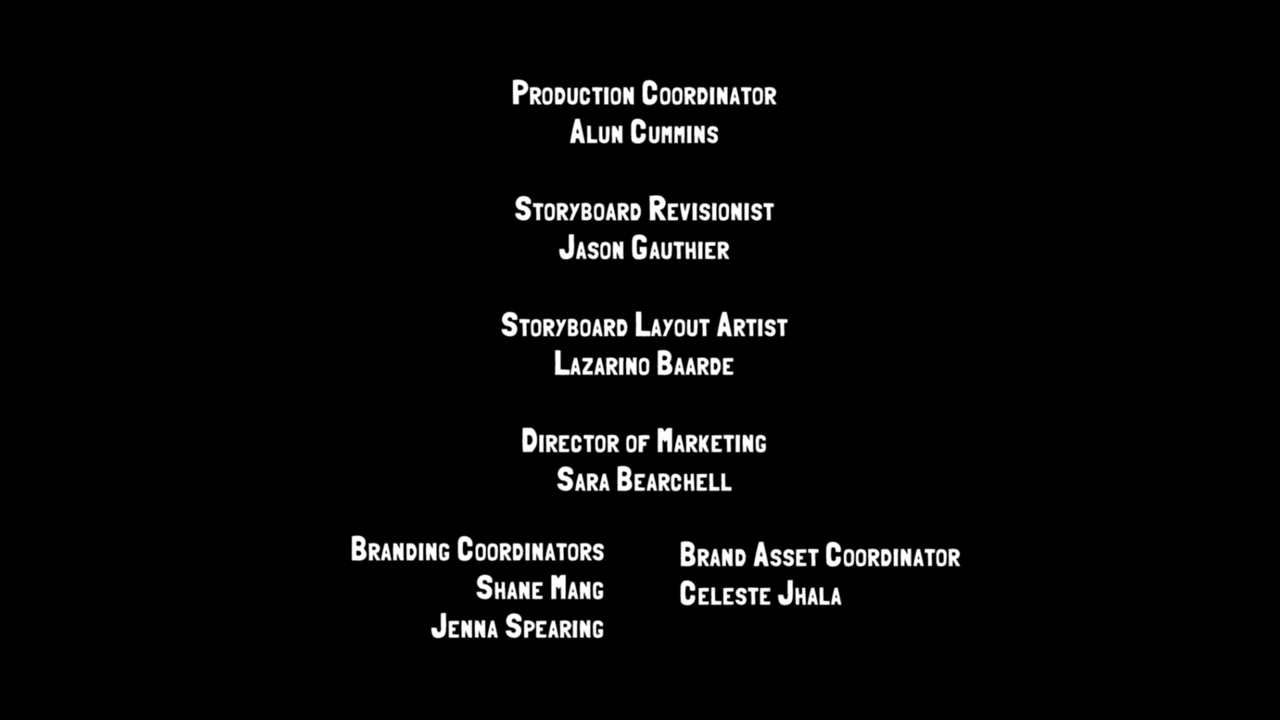 Production Coordinator
Alun Cummins
Storyboard Revisionist
Jason Gauthier
Storyboard Layout Artist
Lazarino Baarde
Director of Marketing
Sara Bearchell
Branding Coordinators
Shane Mang
Jenna Spearing
Brand Asset Coordinator
Celeste Jhala